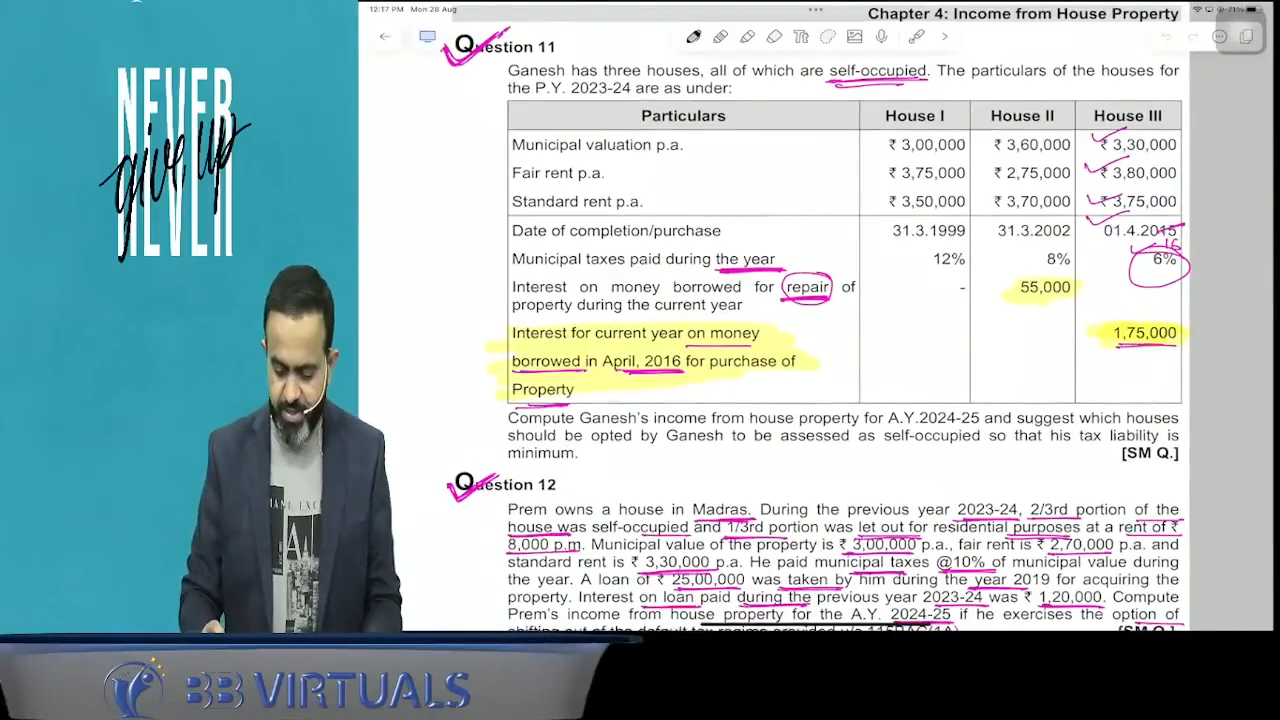 12:17 PM Mon 28 Aug
71%
Chapter 4: Income from House Property
NEVER
give up
NEVER
Question 11
Ganesh has three houses, all of which are self-occupied. The particulars of the houses for
the P.Y. 2023-24 are as under:
Particulars House I House II House III
Municipal valuation p.a. ₹ 3,00,000 ₹ 3,60,000 ₹ 3,30,000
Fair rent p.a. ₹ 3,75,000 ₹ 2,75,000 ₹ 3,80,000
Standard rent p.a. ₹ 3,50,000 ₹ 3,70,000 ₹ 3,75,000
Date of completion/purchase 31.3.1999 31.3.2002 01.4.2015
16
Municipal taxes paid during the year 12% 8% 6%
Interest on money borrowed for repair of - 55,000
property during the current year
Interest for current year on money 1,75,000
borrowed in April, 2016 for purchase of
Property
Compute Ganesh's income from house property for A.Y.2024-25 and suggest which houses
should be opted by Ganesh to be assessed as self-occupied so that his tax liability is
minimum. [SM Q.]
Question 12
Prem owns a house in Madras. During the previous year 2023-24, 2/3rd portion of the
house was self-occupied and 1/3rd portion was let out for residential purposes at a rent of ₹
8,000 p.m. Municipal value of the property is ₹ 3,00,000 p.a., fair rent is ₹ 2,70,000 p.a. and
standard rent is ₹ 3,30,000 p.a. He paid municipal taxes @10% of municipal value during
the year. A loan of ₹ 25,00,000 was taken by him during the year 2019 for acquiring the
property. Interest on loan paid during the previous year 2023-24 was ₹ 1,20,000. Compute
Prem's income from house property for the A.Y. 2024-25 if he exercises the option of
shifting out of the default tax regime provided u/s 115BAC(1A) [SM Q.]
BB VIRTUALS